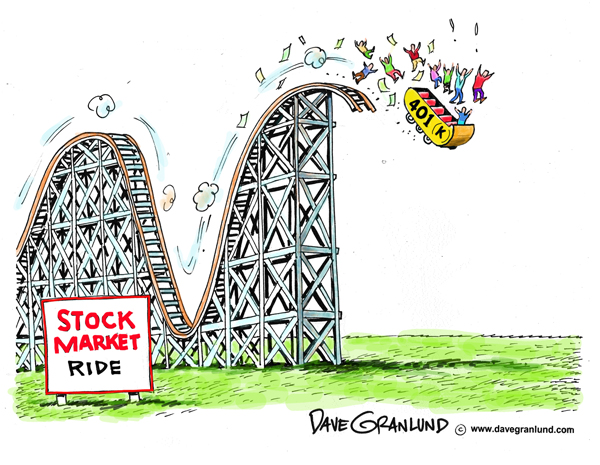 401(K)
STOCK
MARKET
RIDE
DAVE GRANLUND © www.davegranlund.com